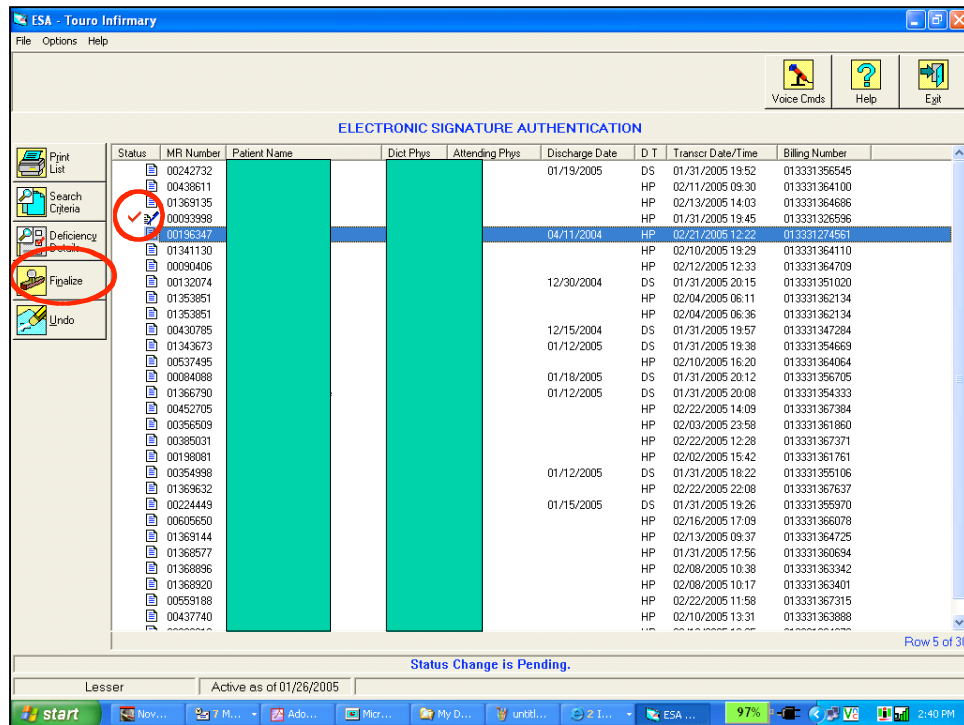 ESA - Touro Infirmary
File Options Help
Voice Cmds Help Exit
ELECTRONIC SIGNATURE AUTHENTICATION
Print List
Search Criteria
Deficiency Details
Finalize
Undo
Status MR Number Patient Name Dict Phys Attending Phys Discharge Date D T Transcr Date/Time Billing Number
00242732 01/19/2005 DS 01/31/2005 19:52 013331356545
00438611 HP 02/11/2005 09:30 013331364100
01369135 HP 02/13/2005 14:03 013331364686
00093998 HP 01/31/2005 19:45 013331326596
00196347 04/11/2004 HP 02/21/2005 12:22 013331274561
01341130 HP 02/10/2005 19:29 013331364110
00090406 HP 02/12/2005 12:33 013331364709
00132074 12/30/2004 DS 01/31/2005 20:15 013331351020
01353851 HP 02/04/2005 06:11 013331362134
01353851 HP 02/04/2005 06:36 013331362134
00430785 12/15/2004 DS 01/31/2005 19:57 013331347284
01343673 01/12/2005 DS 01/31/2005 19:38 013331354669
00537495 HP 02/10/2005 16:20 013331364064
00084088 01/18/2005 DS 01/31/2005 20:12 013331356705
01366790 01/12/2005 DS 01/31/2005 20:08 013331354333
00452705 HP 02/22/2005 14:09 013331367384
00356509 HP 02/03/2005 23:58 013331361860
00385031 HP 02/22/2005 12:28 013331367371
00198081 HP 02/02/2005 15:42 013331361761
00354998 01/12/2005 DS 01/31/2005 18:22 013331355106
01369632 HP 02/22/2005 22:08 013331367637
00224449 01/15/2005 DS 01/31/2005 19:26 013331355970
00605650 HP 02/16/2005 17:09 013331366078
01369144 HP 02/13/2005 09:37 013331364725
01368577 HP 01/31/2005 17:56 013331360694
01368896 HP 02/08/2005 10:38 013331363342
01368920 HP 02/08/2005 10:17 013331363401
00559188 HP 02/22/2005 11:58 013331367315
00437740 HP 02/10/2005 13:31 013331363888
Row 5 of 30
Status Change is Pending.
Lesser Active as of 01/26/2005
start Nov... 7 M... Ado... Micr... My D... untitl... 2 I... ESA ... 97% 2:40 PM